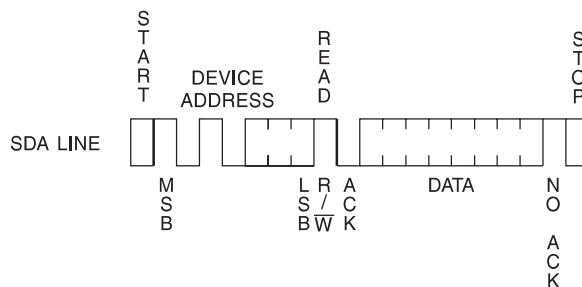 START
DEVICE
ADDRESS
READ
STOP
SDA LINE
MSB
LSB
R/W
ACK
DATA
NO ACK